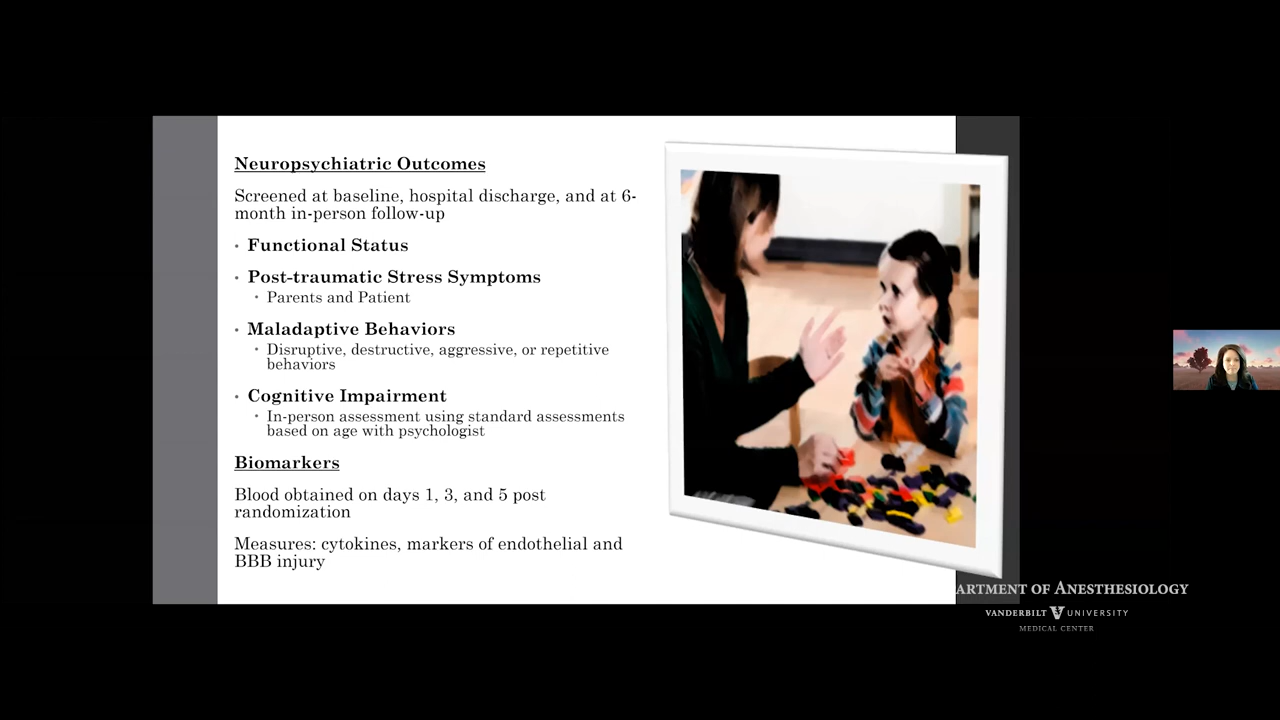 Neuropsychiatric Outcomes
Screened at baseline, hospital discharge, and at 6-
month in-person follow-up
• Functional Status
• Post-traumatic Stress Symptoms
• Parents and Patient
• Maladaptive Behaviors
• Disruptive, destructive, aggressive, or repetitive
behaviors
• Cognitive Impairment
• In-person assessment using standard assessments
based on age with psychologist
Biomarkers
Blood obtained on days 1, 3, and 5 post
randomization
Measures: cytokines, markers of endothelial and
BBB injury
ARTMENT OF ANESTHESIOLOGY
VANDERBILT V UNIVERSITY
MEDICAL CENTER